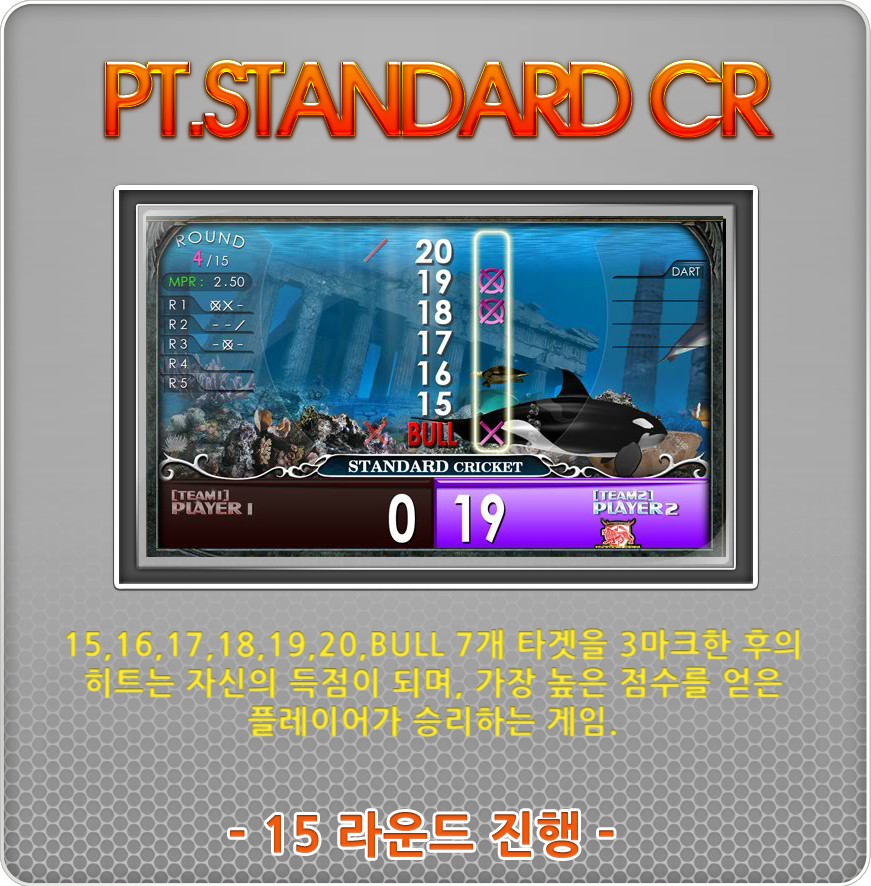 PT.STANDARD CR
ROUND
4/15
MPR: 2.50
R1
R2
R3
R4
R5
20
19
18
17
16
15
BULL
DART
STANDARD CRICKET
[TEAM1]
PLAYER 1
0
19
[TEAM2]
PLAYER 2
15,16,17,18,19,20,BULL 7개 타겟을 3마크한 후의
히트는 자신의 득점이 되며, 가장 높은 점수를 얻은
플레이어가 승리하는 게임.
- 15 라운드 진행 -